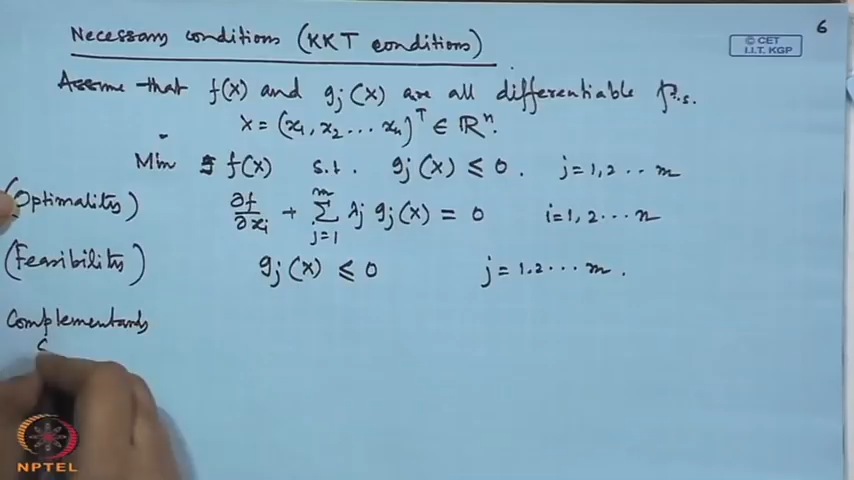 6
Necessary conditions (KKT conditions)
© CET
I.I.T. KGP
Assume that f(x) and gj(x) are all differentiable
X = (x1, x2 ... xn)^T ∈ ℝ^n.
Min f(x) s.t. gj(x) ≤ 0. j = 1, 2 .. m
(Optimality) ∂f/∂xi + Σ_{j=1}^{m} λj gj(x) = 0 i = 1, 2 ... n
(Feasibility) gj(x) ≤ 0 j = 1, 2 ... m.
Complementary
NPTEL